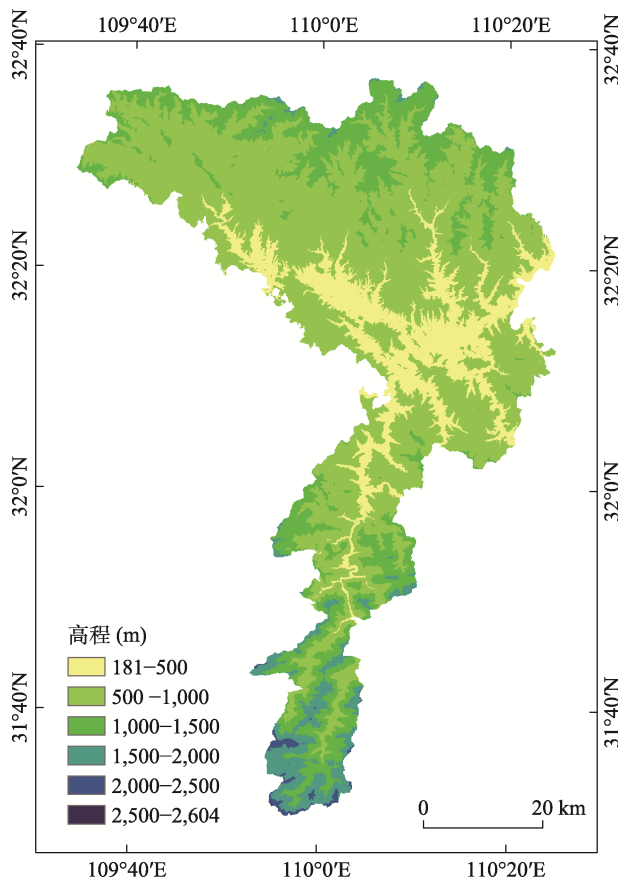 109°40′E 110°0′E 110°20′E
32°40′N 32°40′N
32°20′N 32°20′N
32°0′N 32°0′N
高程 (m)
181–500
500 –1,000
31°40′N 31°40′N
1,000–1,500
1,500–2,000
2,000–2,500
2,500–2,604
0 20 km
109°40′E 110°0′E 110°20′E